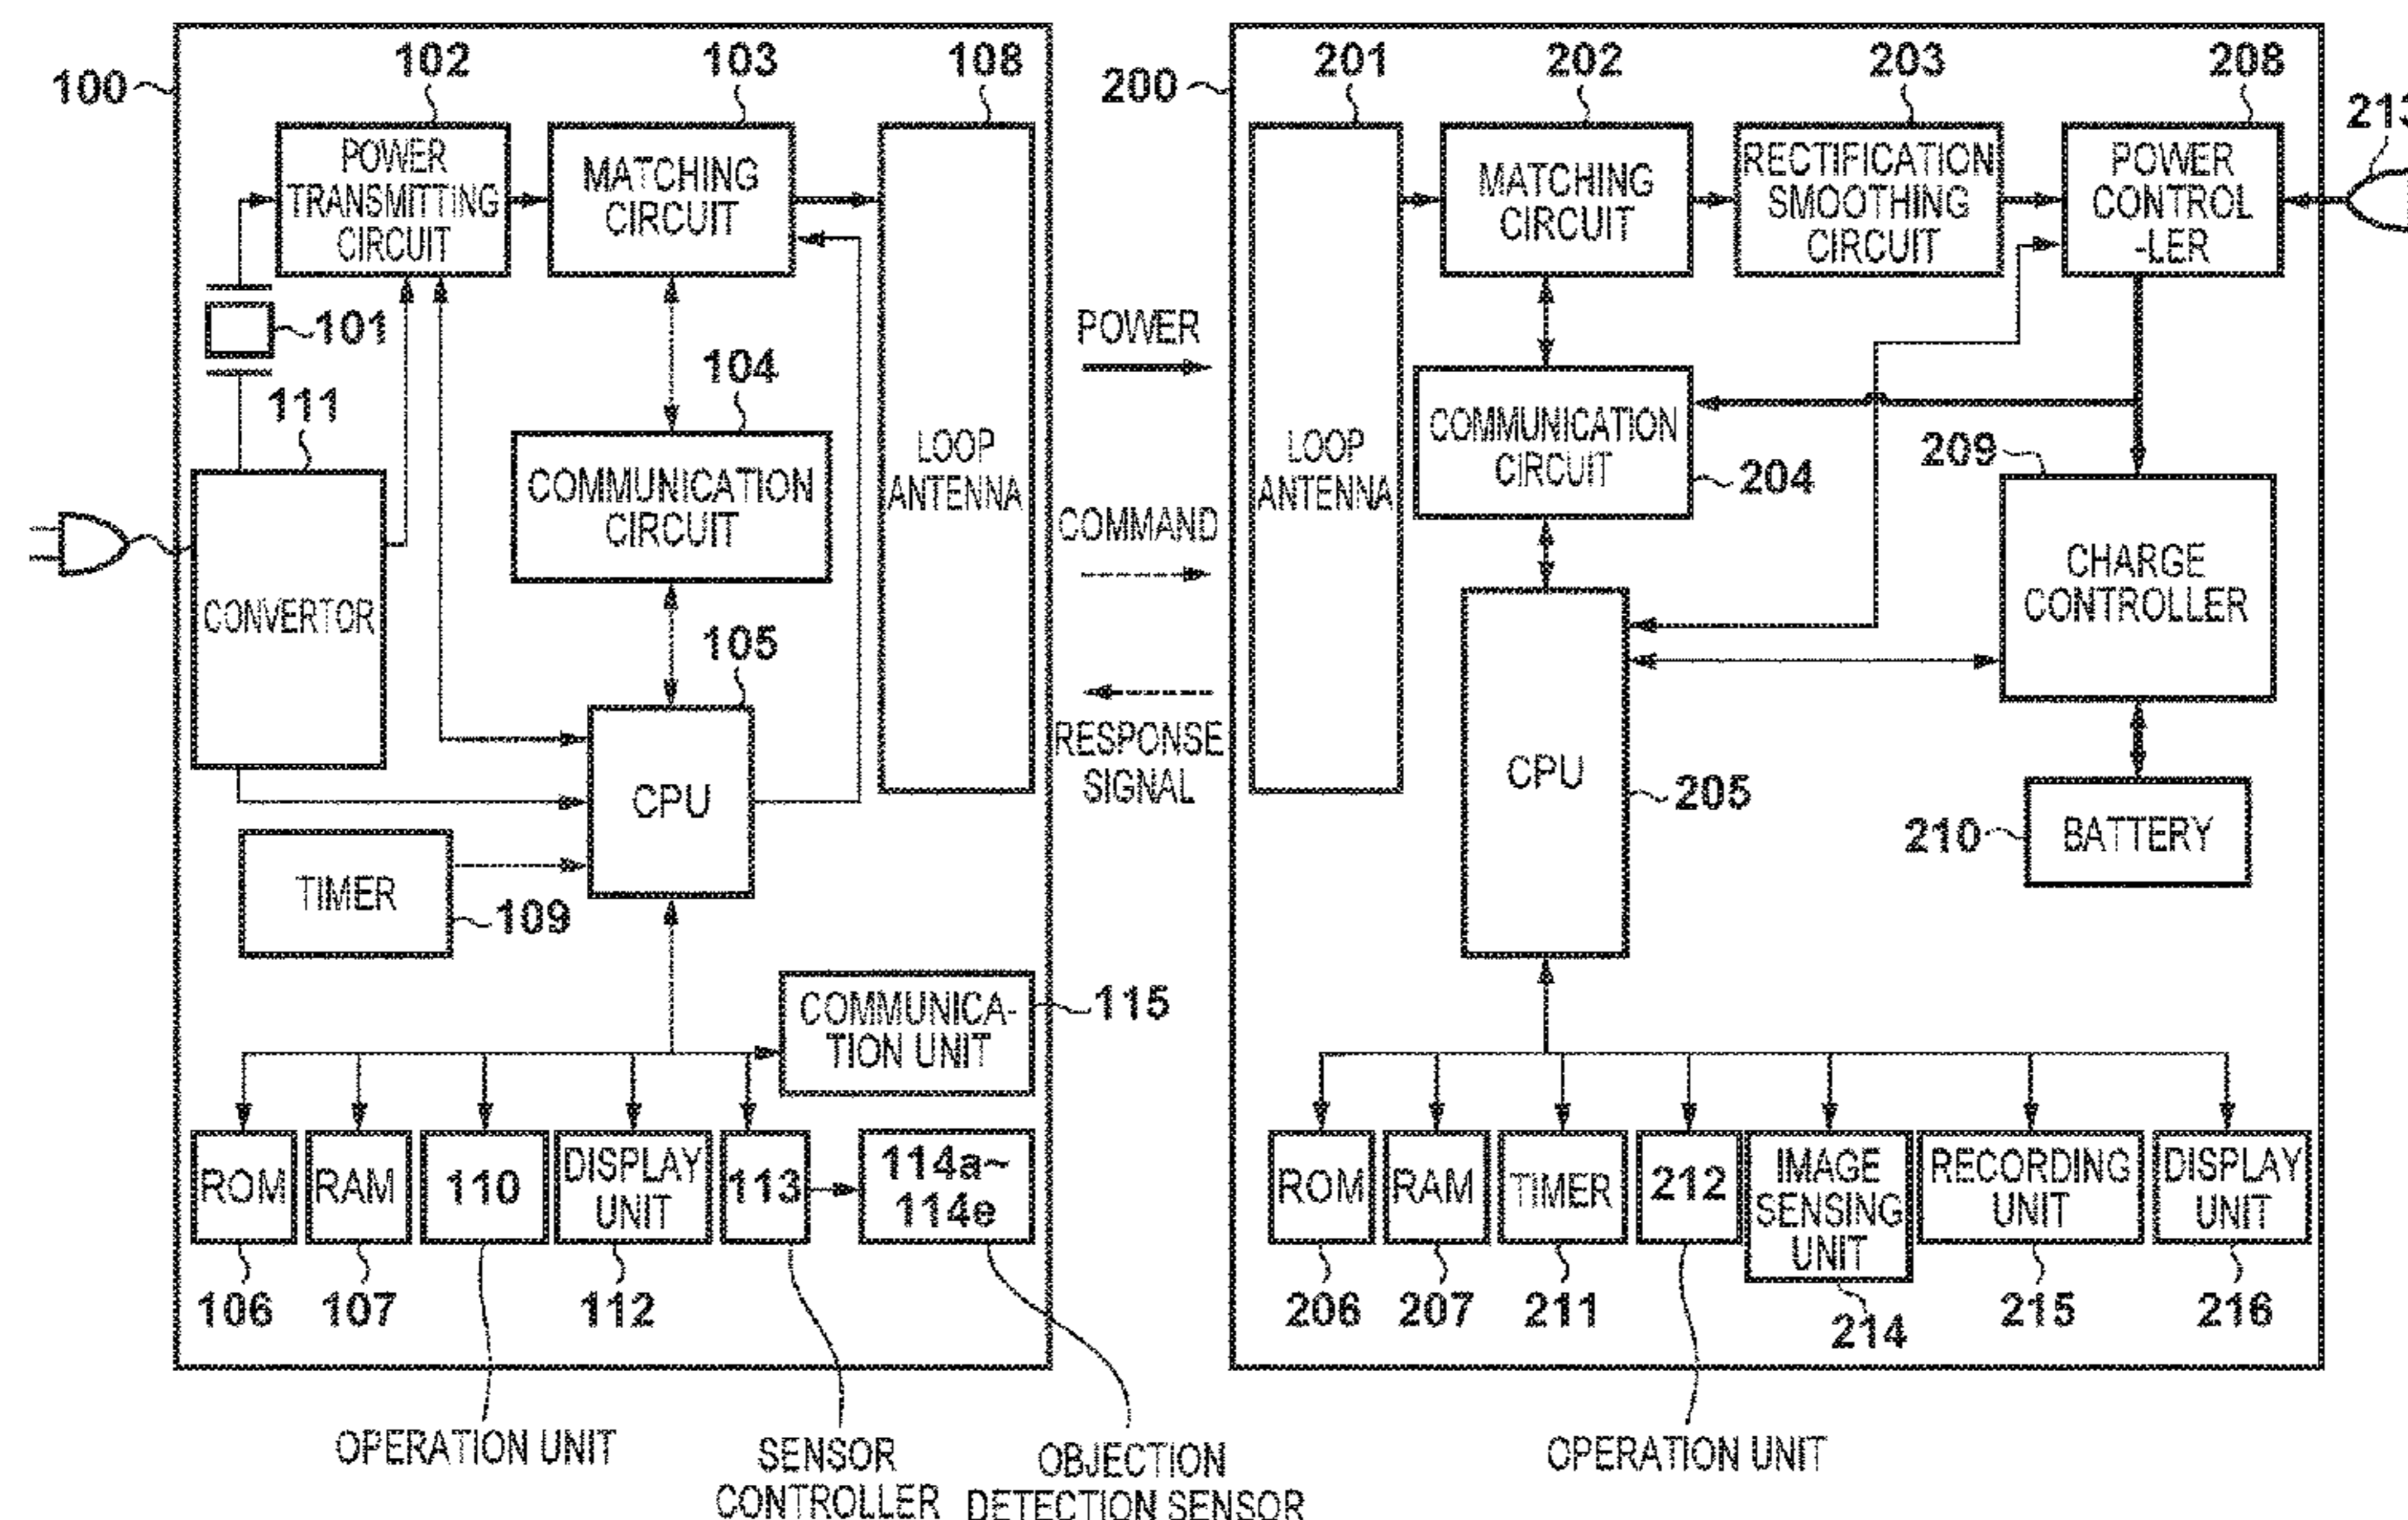 100
102
103
108
POWER
TRANSMITTING
CIRCUIT
MATCHING
CIRCUIT
101
111
104
LOOP
ANTENNA
COMMUNICATION
CIRCUIT
CONVERTOR
105
CPU
TIMER
109
COMMUNICA-
TION UNIT
115
ROM
RAM
110
DISPLAY
UNIT
113
114a~
114e
106
107
112
OPERATION UNIT
SENSOR
CONTROLLER
OBJECTION
DETECTION SENSOR
POWER
COMMAND
RESPONSE
SIGNAL
200
201
202
203
208
213
MATCHING
CIRCUIT
RECTIFICATION
SMOOTHING
CIRCUIT
POWER
CONTROL
-LER
LOOP
ANTENNA
COMMUNICATION
CIRCUIT
204
209
CHARGE
CONTROLLER
CPU
205
210
BATTERY
ROM
RAM
TIMER
212
IMAGE
SENSING
UNIT
RECORDING
UNIT
DISPLAY
UNIT
206
207
211
214
215
216
OPERATION UNIT